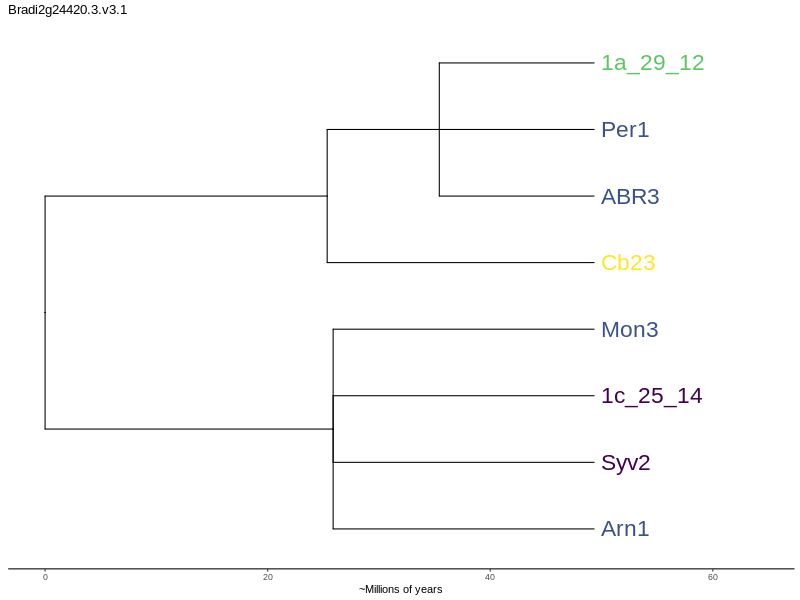 Bradi2g24420.3.v3.1
1a_29_12
Per1
ABR3
Cb23
Mon3
1c_25_14
Syv2
Arn1
0 20 40 60
~Millions of years